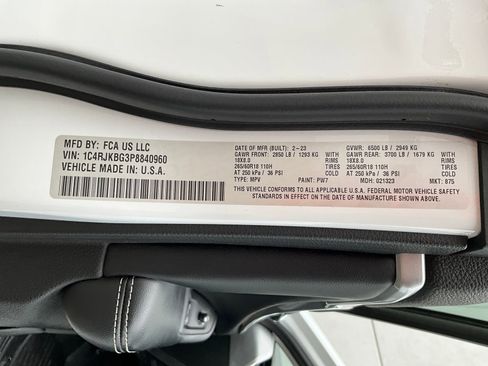 MFD BY: FCA US LLC
VIN: 1C4RJKBG3P8840960
VEHICLE MADE IN: U.S.A.
DATE OF MFR (BUILT): 2-23 GVWR: 6500 LB / 2949 KG
GAWR FRONT: 2850 LB / 1293 KG GAWR REAR: 3700 LB / 1679 KG
18X8.0 RIMS 18X8.0 RIMS
265/60R18 110H TIRES 265/60R18 110H TIRES
AT 250 kPa / 36 PSI COLD AT 250 kPa / 36 PSI COLD
TYPE: MPV PAINT: PW7 MDH: 021323 MKT: 875
THIS VEHICLE CONFORMS TO ALL APPLICABLE U.S.A. FEDERAL MOTOR VEHICLE SAFETY
STANDARDS IN EFFECT ON THE DATE OF MANUFACTURE SHOWN ABOVE.